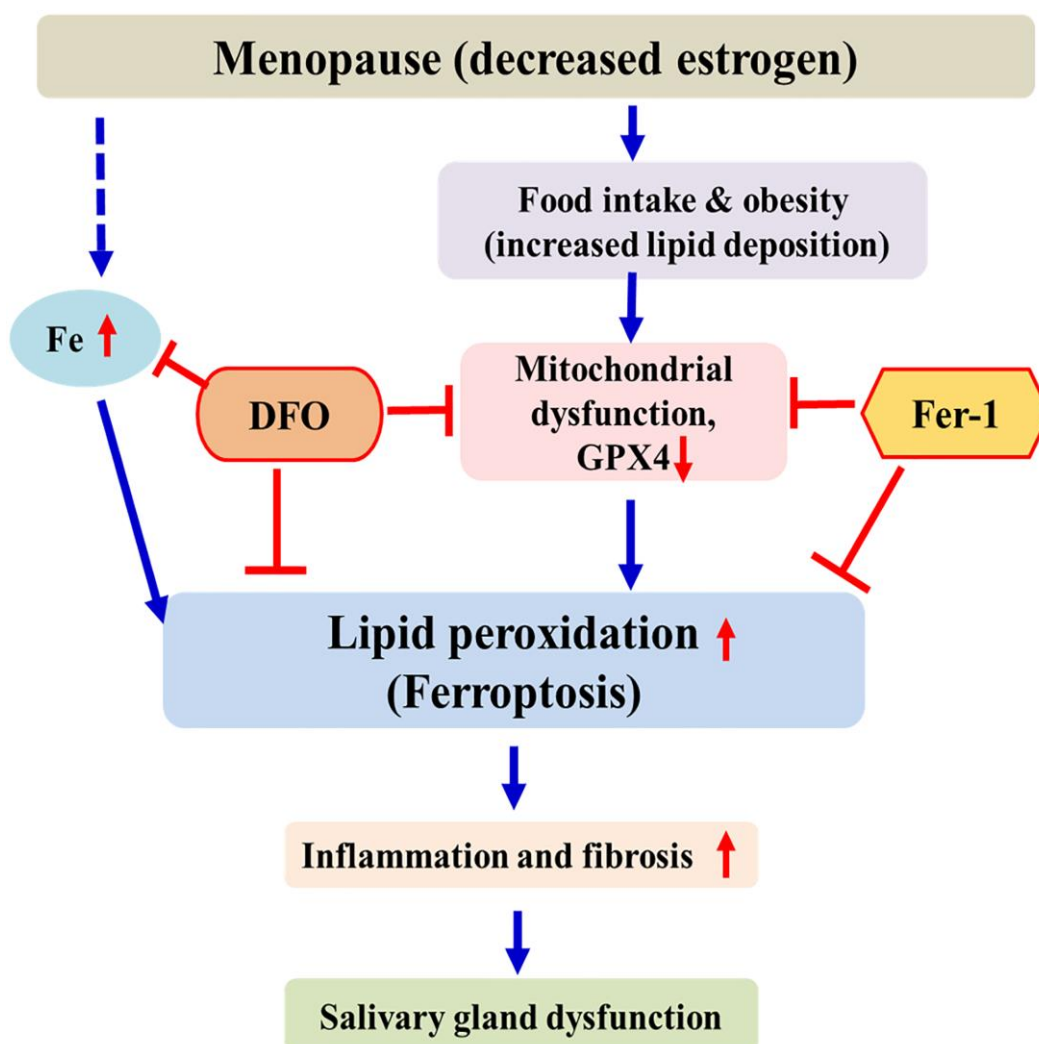 Menopause (decreased estrogen)
Food intake & obesity
(increased lipid deposition)
Fe
DFO
Mitochondrial
dysfunction,
GPX4
Fer-1
Lipid peroxidation
(Ferroptosis)
Inflammation and fibrosis
Salivary gland dysfunction